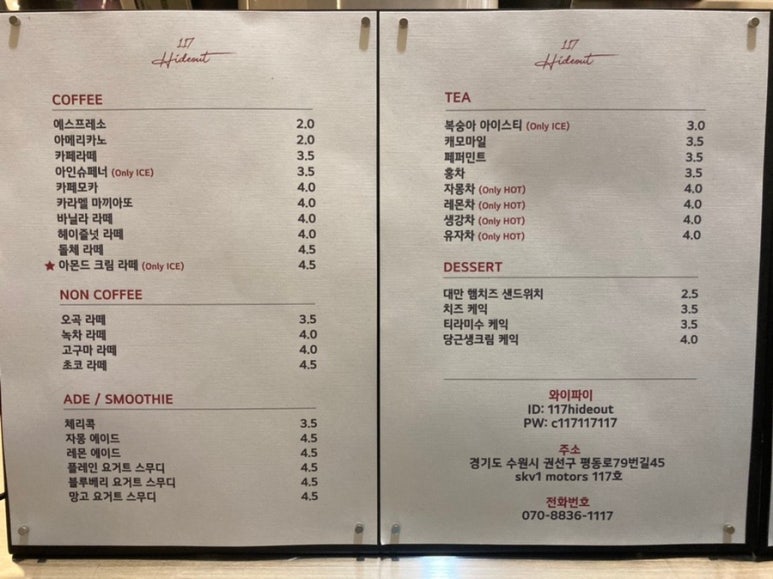 117
Hideout
COFFEE
에스프레소 2.0
아메리카노 2.0
카페라떼 3.5
아인슈페너 (Only ICE) 3.5
카페모카 4.0
카라멜 마끼아또 4.0
바닐라 라떼 4.0
헤이즐넛 라떼 4.0
돌체 라떼 4.5
★ 아몬드 크림 라떼 (Only ICE) 4.5
NON COFFEE
오곡 라떼 3.5
녹차 라떼 4.0
고구마 라떼 4.0
초코 라떼 4.5
ADE / SMOOTHIE
체리콕 3.5
자몽 에이드 4.5
레몬 에이드 4.5
플레인 요거트 스무디 4.5
블루베리 요거트 스무디 4.5
망고 요거트 스무디 4.5
117
Hideout
TEA
복숭아 아이스티 (Only ICE) 3.0
캐모마일 3.5
페퍼민트 3.5
홍차 3.5
자몽차 (Only HOT) 4.0
레몬차 (Only HOT) 4.0
생강차 (Only HOT) 4.0
유자차 (Only HOT) 4.0
DESSERT
대만 햄치즈 샌드위치 2.5
치즈 케익 3.5
티라미수 케익 3.5
당근생크림 케익 4.0
와이파이
ID: 117hideout
PW: c117117117
주소
경기도 수원시 권선구 평동로79번길45
skv1 motors 117호
전화번호
070-8836-1117